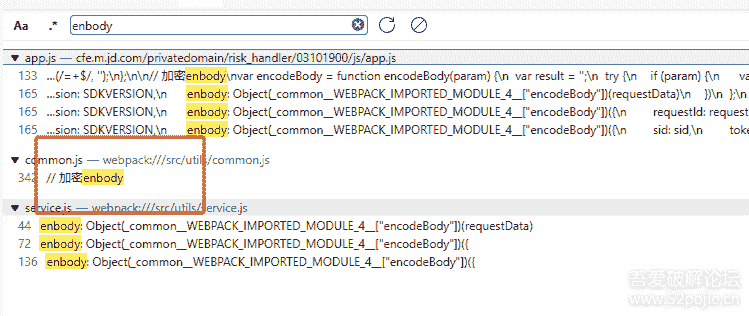 Aa .* enbody
app.js — cfe.m.jd.com/privatedomain/risk_handler/03101900/js/app.js
133 ...(/=+$/, '');\n};\n\n// 加密enbody\nvar encodeBody = function encodeBody(param) {\n var result = '';\n try {\n if (param) {\n va
165 ...sion: SDKVERSION,\n enbody: Object(_common__WEBPACK_IMPORTED_MODULE_4__["encodeBody"])(requestData)\n })\n };\n
165 ...sion: SDKVERSION,\n enbody: Object(_common__WEBPACK_IMPORTED_MODULE_4__["encodeBody"])({\n requestId: request
165 ...sion: SDKVERSION,\n enbody: Object(_common__WEBPACK_IMPORTED_MODULE_4__["encodeBody"])({\n sid: sid,\n token
common.js — webpack:///src/utils/common.js
342 // 加密enbody
service.js — webpack:///src/utils/service.js
44 enbody: Object(_common__WEBPACK_IMPORTED_MODULE_4__["encodeBody"])(requestData)
72 enbody: Object(_common__WEBPACK_IMPORTED_MODULE_4__["encodeBody"])({
136 enbody: Object(_common__WEBPACK_IMPORTED_MODULE_4__["encodeBody"])({
吾爱破解论坛
www.52pojie.cn